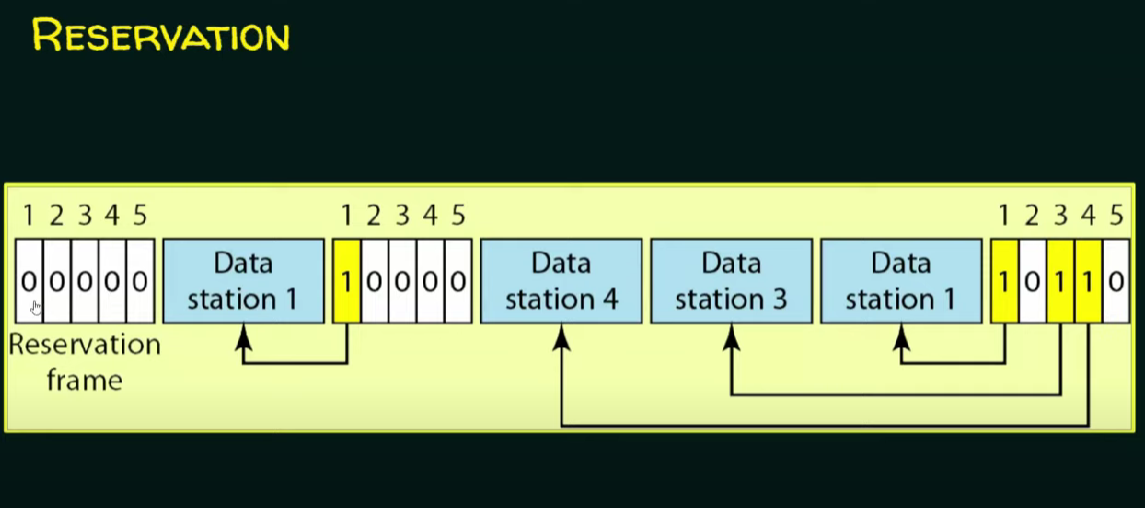 RESERVATION
1 2 3 4 5 1 2 3 4 5 1 2 3 4 5
0 0 0 0 0 Data station 1 1 0 0 0 0 Data station 4 Data station 3 Data station 1 1 0 1 1 0
Reservation
frame